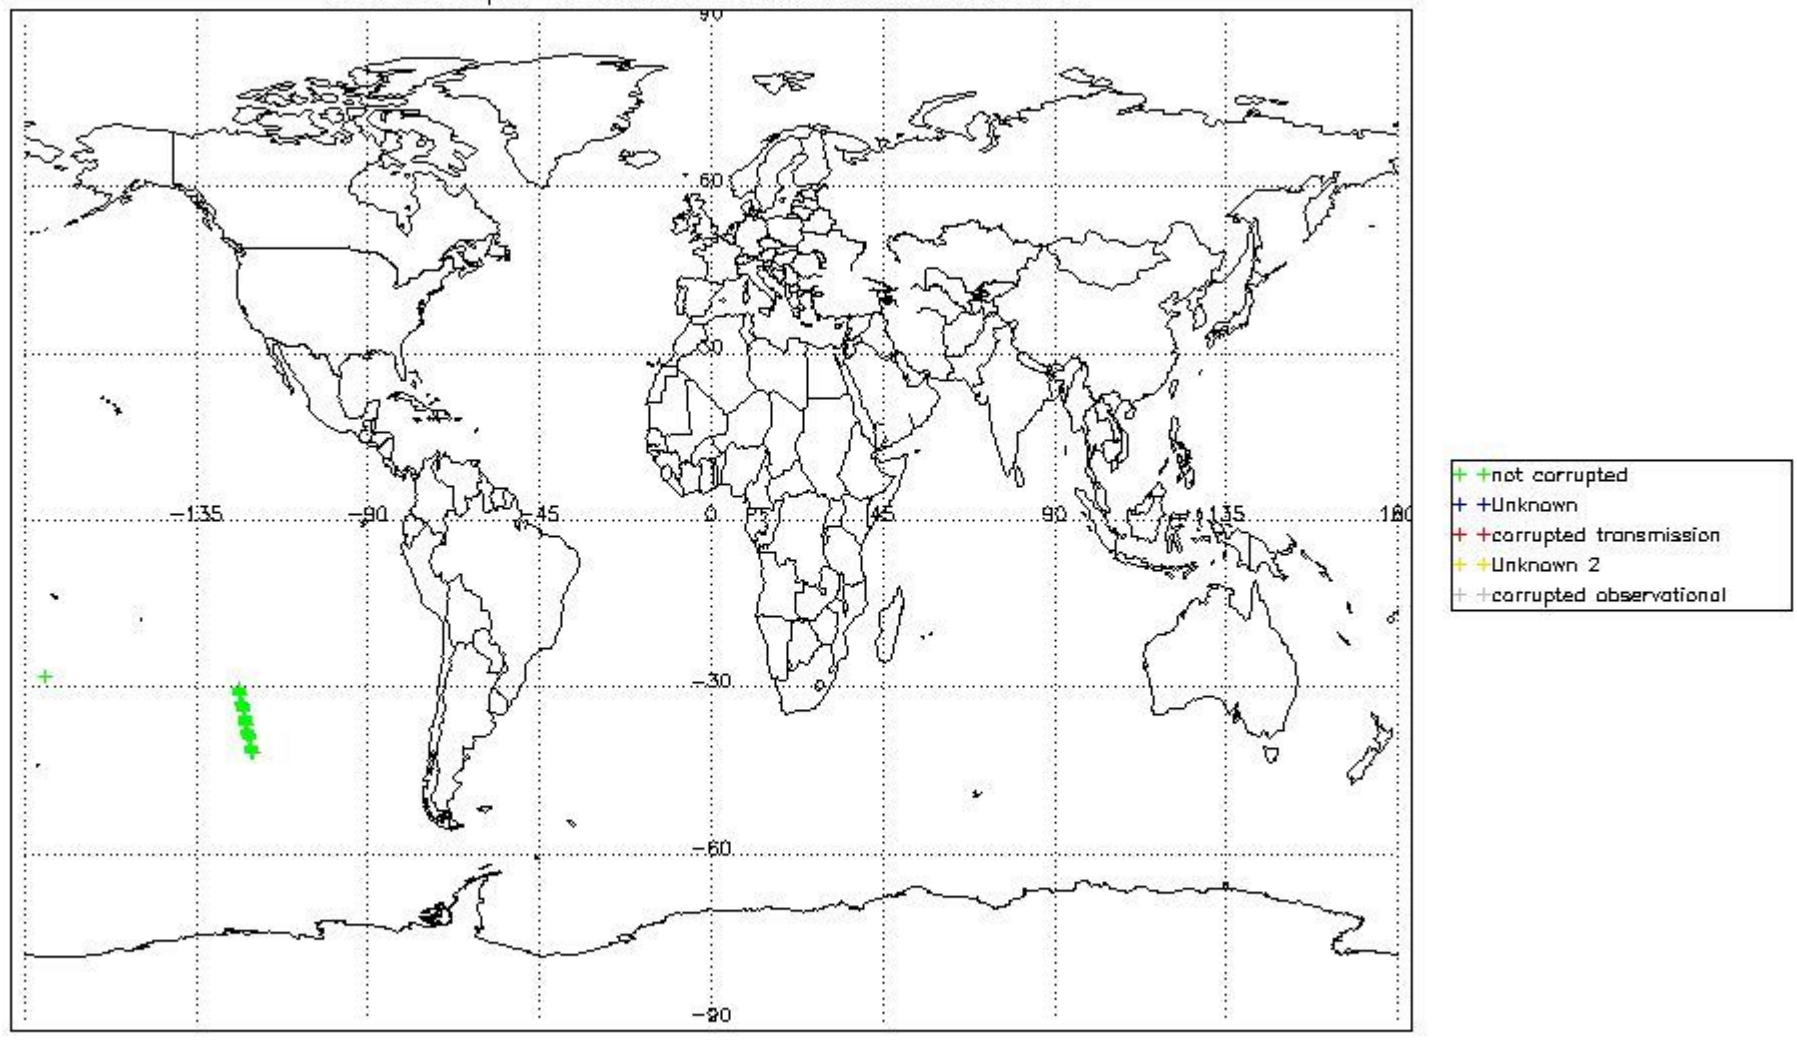 90
60
30
-135 -90 -45 0 45 90 135 180
-30
-60
-90
+ +not corrupted
+ +Unknown
+ +corrupted transmission
+ +Unknown 2
+ +corrupted observational